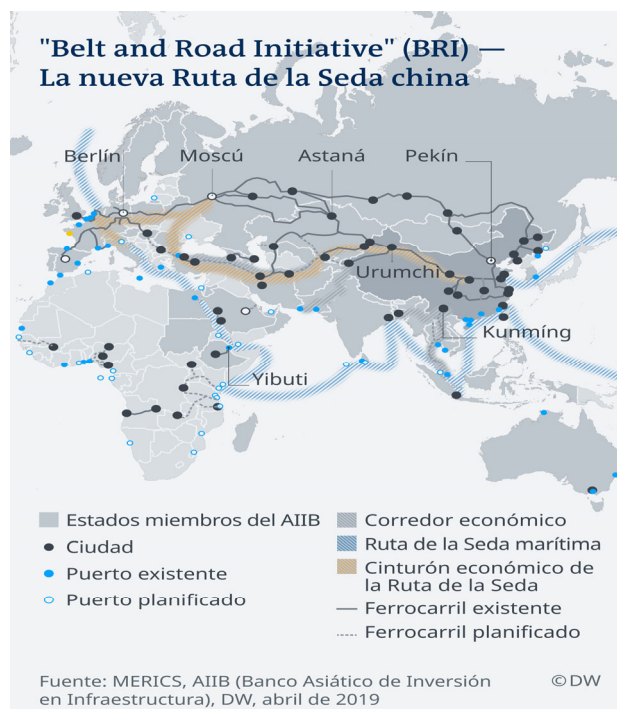 "Belt and Road Initiative" (BRI) —
La nueva Ruta de la Seda china
Berlín
Moscú
Astaná
Pekín
Urumchi
Kunmíng
Yibuti
Estados miembros del AIIB
Ciudad
Puerto existente
Puerto planificado
Corredor económico
Ruta de la Seda marítima
Cinturón económico de
la Ruta de la Seda
Ferrocarril existente
Ferrocarril planificado
Fuente: MERICS, AIIB (Banco Asiático de Inversión
en Infraestructura), DW, abril de 2019
©DW